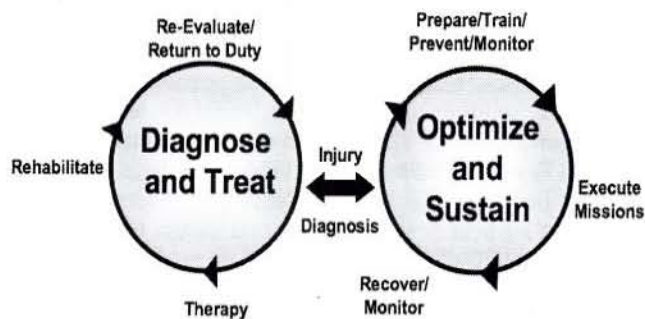 Re-Evaluate/
Return to Duty
Diagnose
and Treat
Rehabilitate
Therapy
Injury
Diagnosis
Prepare/Train/
Prevent/Monitor
Optimize
and
Sustain
Execute
Missions
Recover/
Monitor